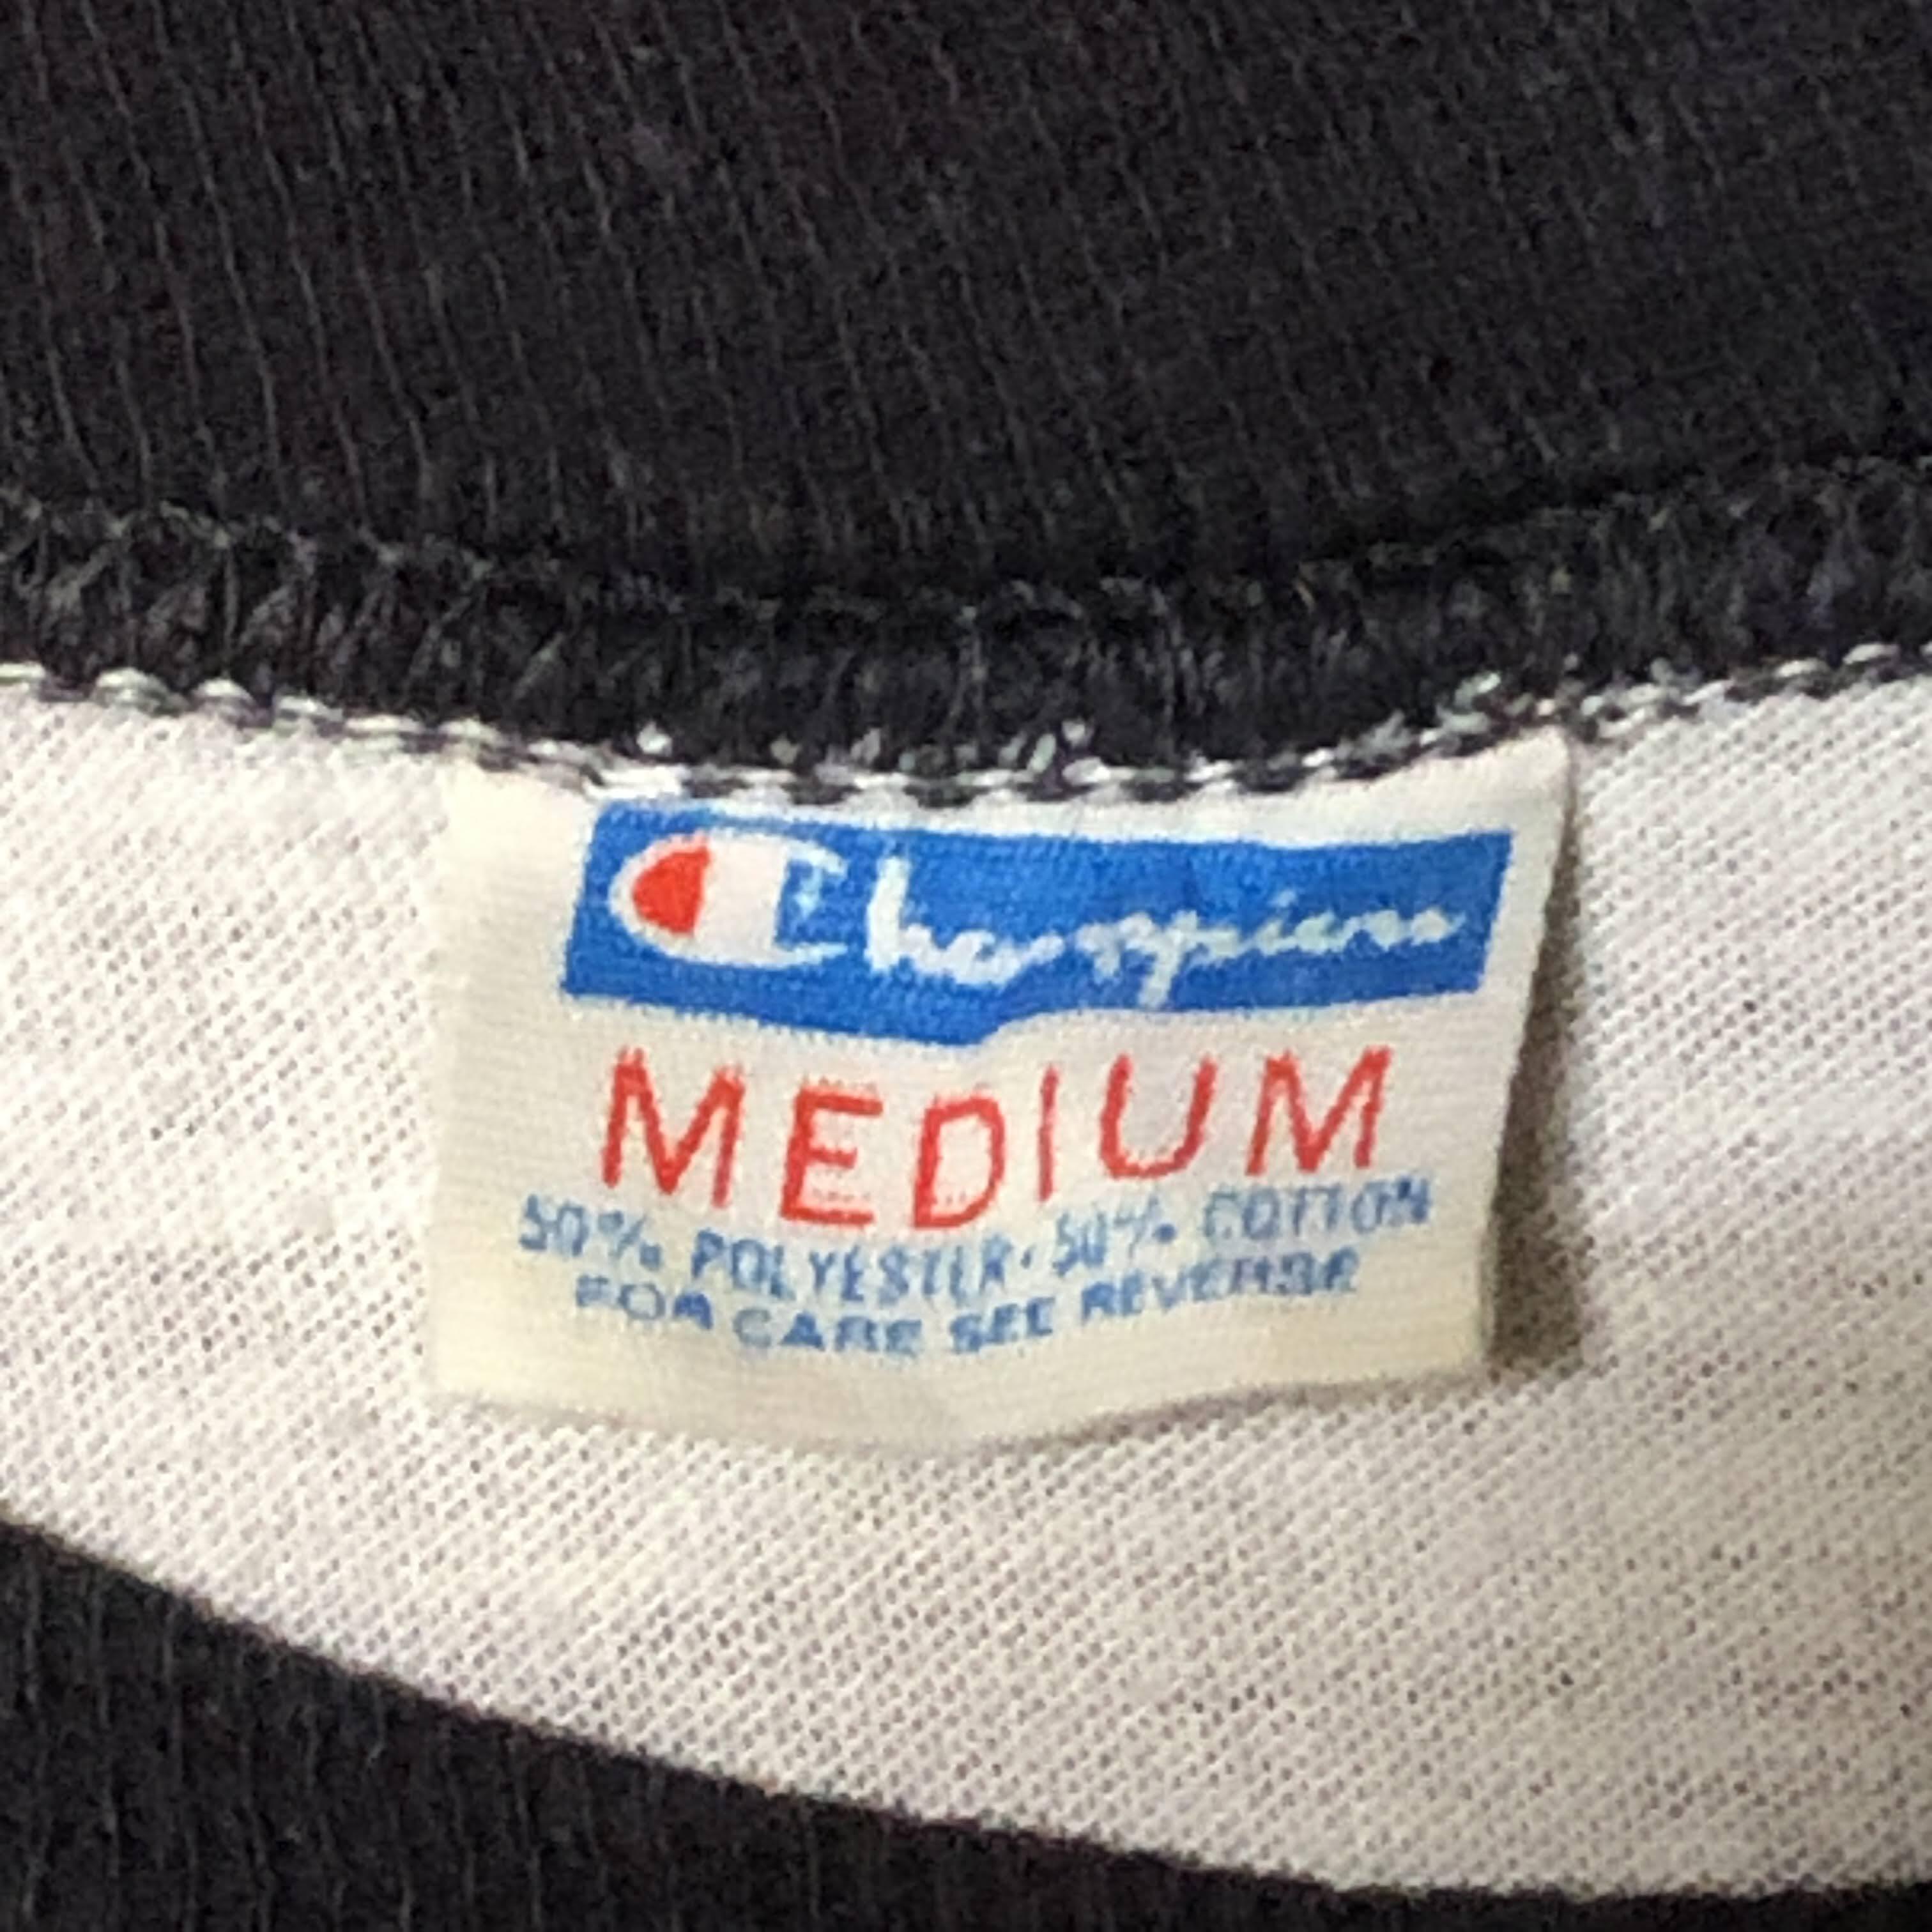 Champion
MEDIUM
50% POLYESTER · 50% COTTON
FOR CARE SEE REVERSE